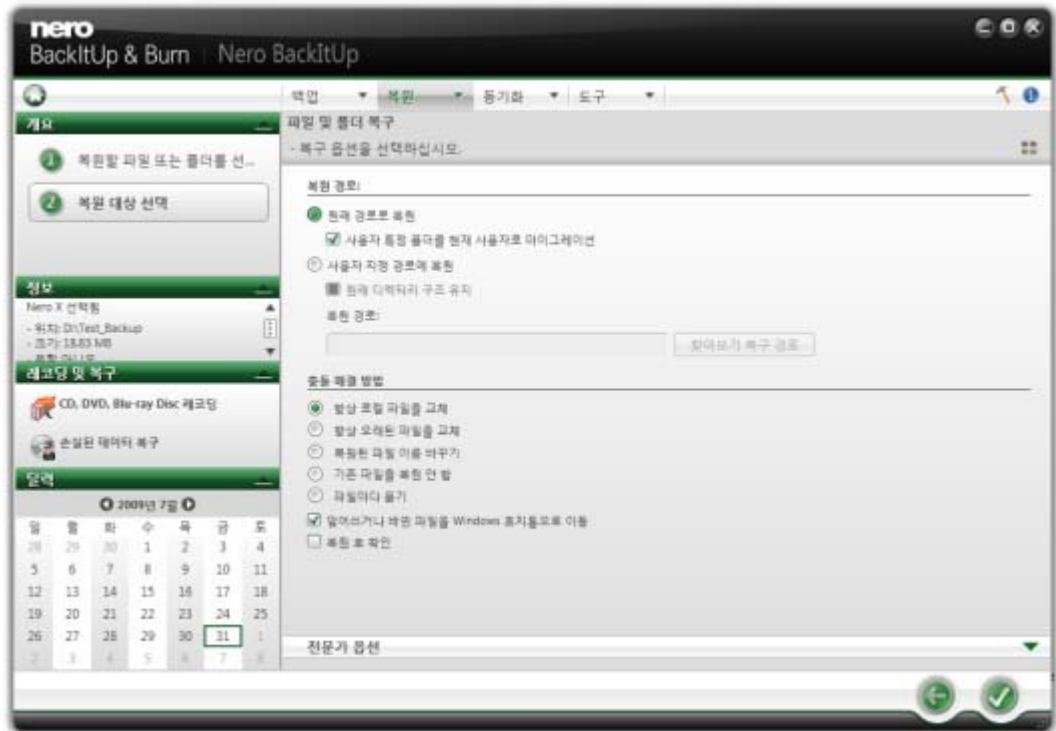 nero
BackItUp & Burn | Nero BackItUp
백업 복원 동기화 도구
개요
1 복원할 파일 또는 폴더를 선...
2 복원 대상 선택
정보
Nero X 선택됨
- 위치: D:\Test_Backup
- 크기: 18.83 MB
레코딩 및 복구
CD, DVD, Blu-ray Disc 레코딩
손실된 데이터 복구
달력
2009년 7월
일 월 화 수 목 금 토
28 29 30 1 2 3 4
5 6 7 8 9 10 11
12 13 14 15 16 17 18
19 20 21 22 23 24 25
26 27 28 29 30 31 1
2 3 4 5 6 7 8
파일 및 폴더 복구
- 복구 옵션을 선택하십시오.
복원 경로:
원래 경로로 복원
사용자 특정 폴더를 현재 사용자로 마이그레이션
사용자 지정 경로에 복원
원래 디렉터리 구조 유지
복원 경로:
찾아보기 복구 경로
충돌 해결 방법
항상 로컬 파일을 교체
항상 오래된 파일을 교체
복원된 파일 이름 바꾸기
기존 파일을 복원 안 함
파일마다 묻기
덮어쓰거나 바뀐 파일을 Windows 휴지통으로 이동
복원 후 확인
전문가 옵션